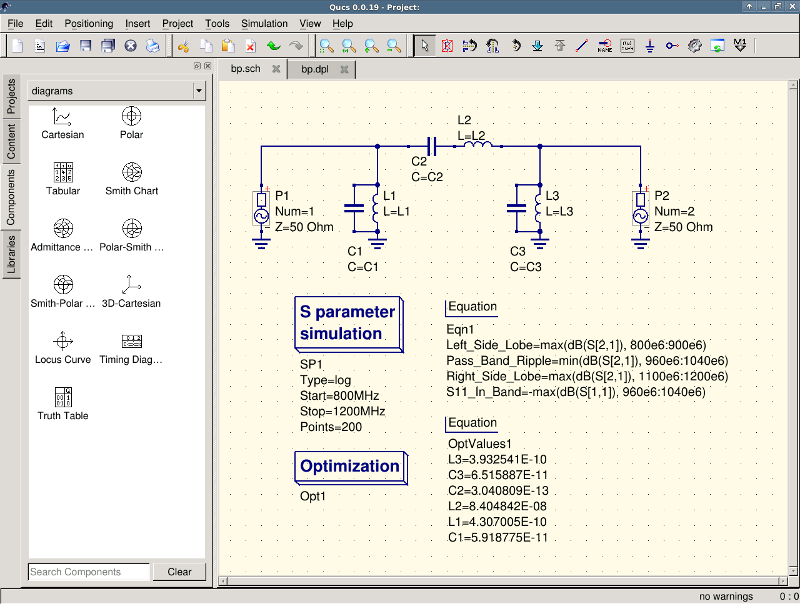 Qucs 0.0.19 - Project:
File Edit Positioning Insert Project Tools Simulation View Help
NAME
Projects
Content
Components
Libraries
diagrams
Cartesian Polar
Tabular Smith Chart
Admittance ... Polar-Smith ...
Smith-Polar ... 3D-Cartesian
Locus Curve Timing Diag...
Truth Table
Search Components Clear
bp.sch bp.dpl
L2
L=L2
C2
C=C2
P1
Num=1
Z=50 Ohm
L1
L=L1
C1
C=C1
L3
L=L3
C3
C=C3
P2
Num=2
Z=50 Ohm
S parameter
simulation
SP1
Type=log
Start=800MHz
Stop=1200MHz
Points=200
Optimization
Opt1
Equation
Eqn1
Left_Side_Lobe=max(dB(S[2,1]), 800e6:900e6)
Pass_Band_Ripple=min(dB(S[2,1]), 960e6:1040e6)
Right_Side_Lobe=max(dB(S[2,1]), 1100e6:1200e6)
S11_In_Band=-max(dB(S[1,1]), 960e6:1040e6)
Equation
OptValues1
L3=3.932541E-10
C3=6.515887E-11
C2=3.040809E-13
L2=8.404842E-08
L1=4.307005E-10
C1=5.918775E-11
no warnings 0 : 0